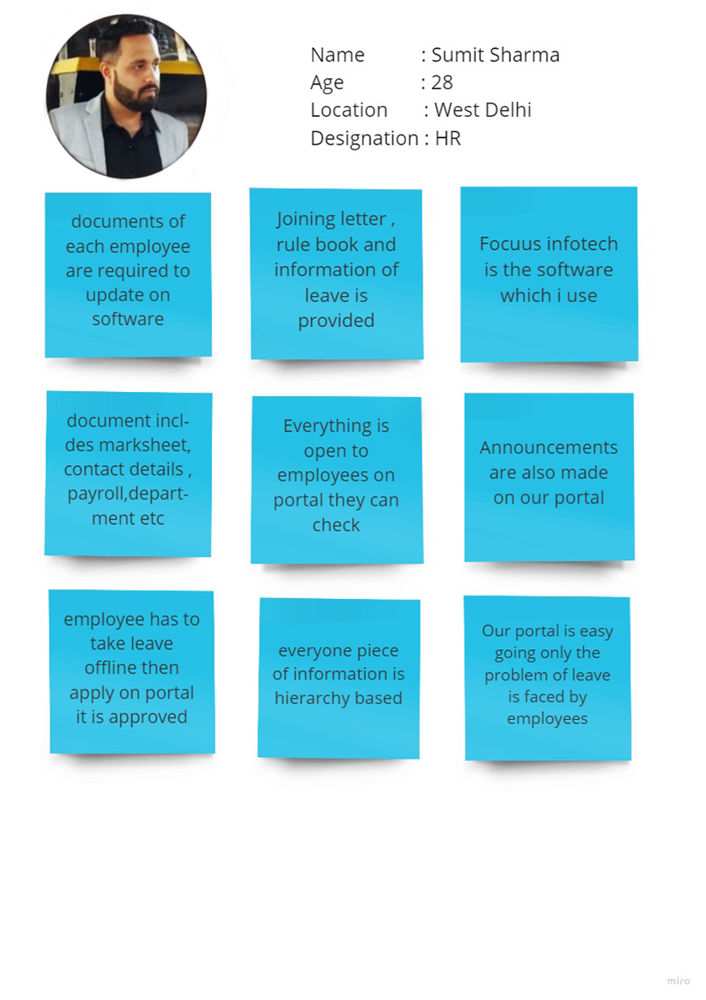 Name : Sumit Sharma
Age : 28
Location : West Delhi
Designation : HR
documents of
each employee
are required to
update on
software
Joining letter ,
rule book and
information of
leave is
provided
Focuus infotech
is the software
which i use
document incl-
des marksheet,
contact details ,
payroll,depart-
ment etc
Everything is
open to
employees on
portal they can
check
Announcements
are also made
on our portal
employee has to
take leave
offline then
apply on portal
it is approved
everyone piece
of information is
hierarchy based
Our portal is easy
going only the
problem of leave
is faced by
employees
miro